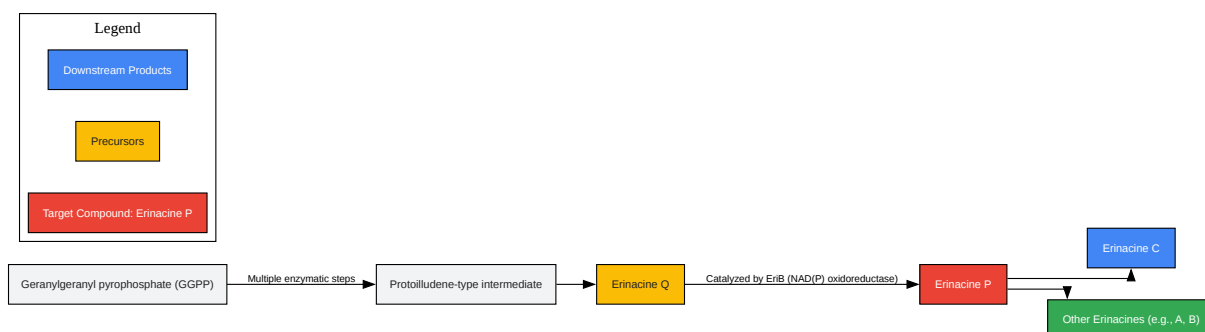 Legend
Downstream Products
Precursors
Target Compound: Erinacine P
Erinacine C
Geranylgeranyl pyrophosphate (GGPP)
Multiple enzymatic steps
Protoilludene-type intermediate
Erinacine Q
Catalyzed by EriB (NAD(P) oxidoreductase)
Erinacine P
Other Erinacines (e.g., A, B)